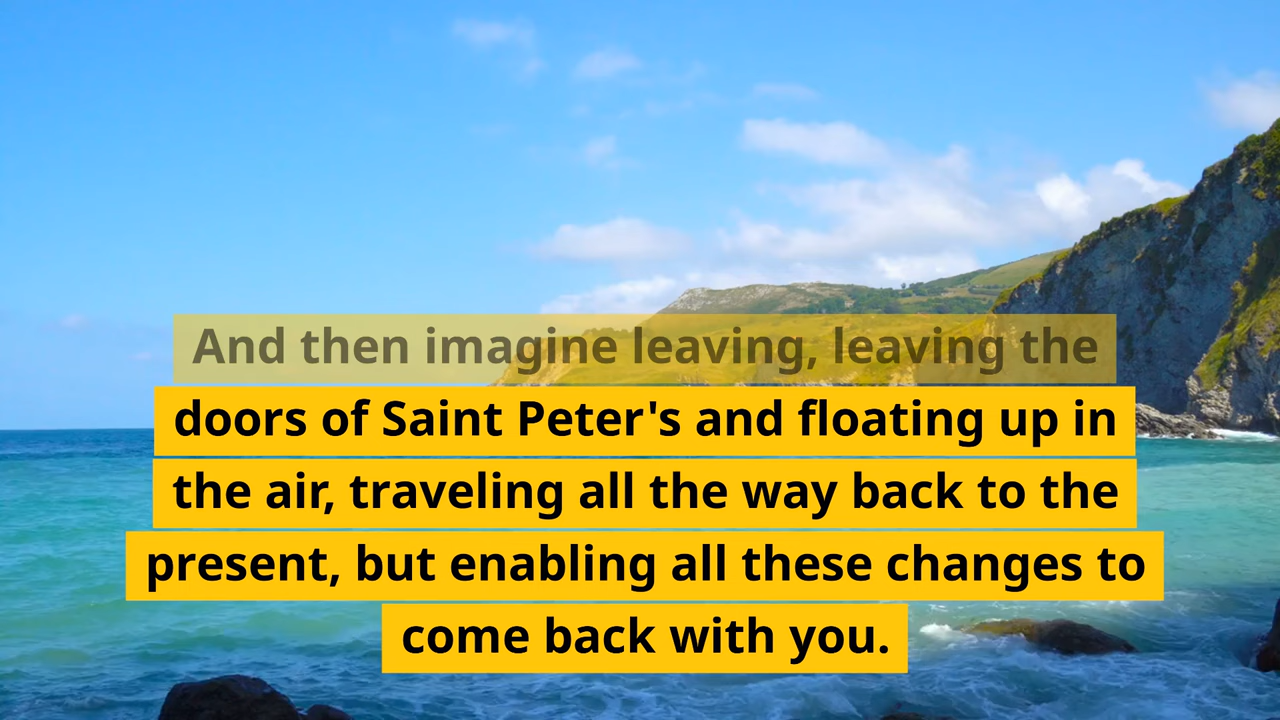 And then imagine leaving, leaving the
doors of Saint Peter's and floating up in
the air, traveling all the way back to the
present, but enabling all these changes to
come back with you.